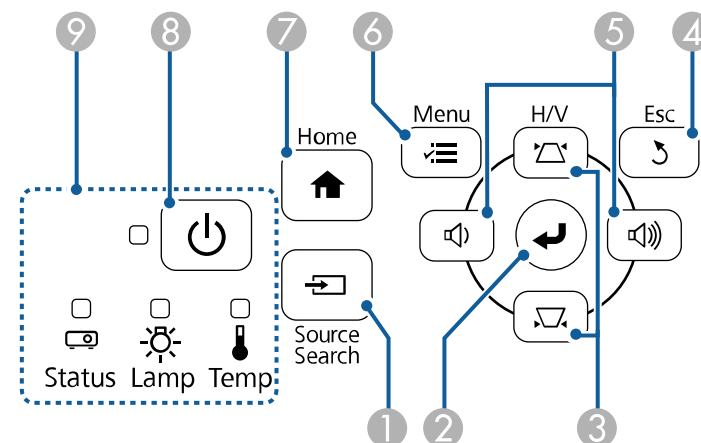 9 8 7 6 5 4
Menu H/V Esc
Home
Source
Search
Status Lamp Temp
1 2 3